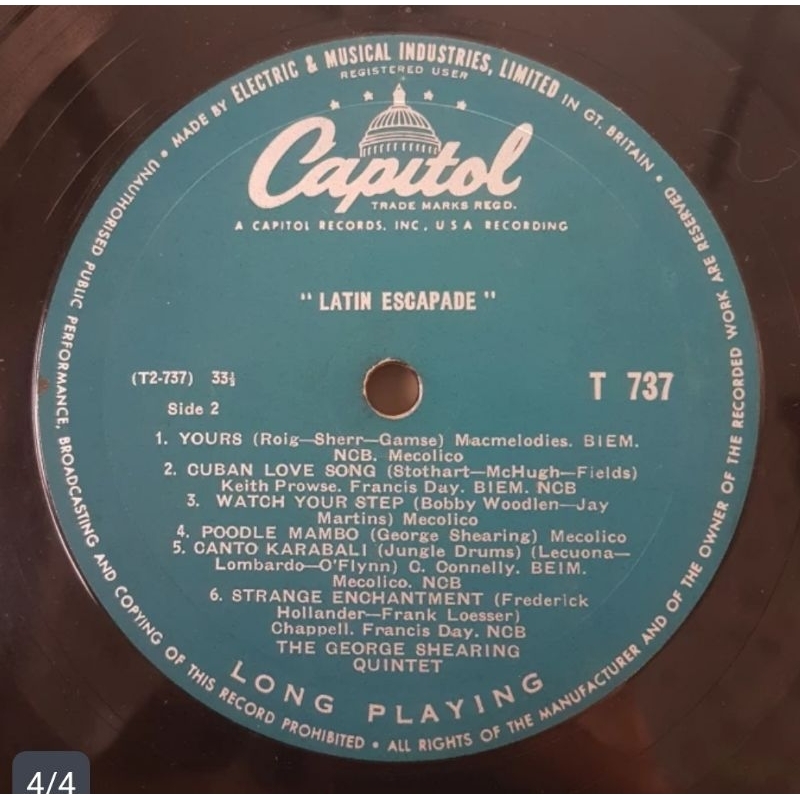 MADE BY ELECTRIC & MUSICAL INDUSTRIES, LIMITED IN GT. BRITAIN •
REGISTERED USER
Capitol
TRADE MARKS REGD.
A CAPITOL RECORDS, INC, U S A RECORDING
" LATIN ESCAPADE "
(T2-737) 33⅓
T 737
Side 2
1. YOURS (Roig—Sherr—Gamse) Macmelodies. BIEM.
NCB. Mecolico
2. CUBAN LOVE SONG (Stothart—McHugh—Fields)
Keith Prowse. Francis Day. BIEM. NCB
3. WATCH YOUR STEP (Bobby Woodlen—Jay
Martins) Mecolico
4. POODLE MAMBO (George Shearing) Mecolico
5. CANTO KARABALI (Jungle Drums) (Lecuona—
Lombardo—O'Flynn) C. Connelly. BEIM.
Mecolico. NCB
6. STRANGE ENCHANTMENT (Frederick
Hollander—Frank Loesser)
Chappell. Francis Day. NCB
THE GEORGE SHEARING
QUINTET
LONG PLAYING
UNAUTHORISED PUBLIC PERFORMANCE, BROADCASTING AND COPYING OF THIS RECORD PROHIBITED • ALL RIGHTS OF THE MANUFACTURER AND OF THE OWNER OF THE RECORDED WORK ARE RESERVED
4/4